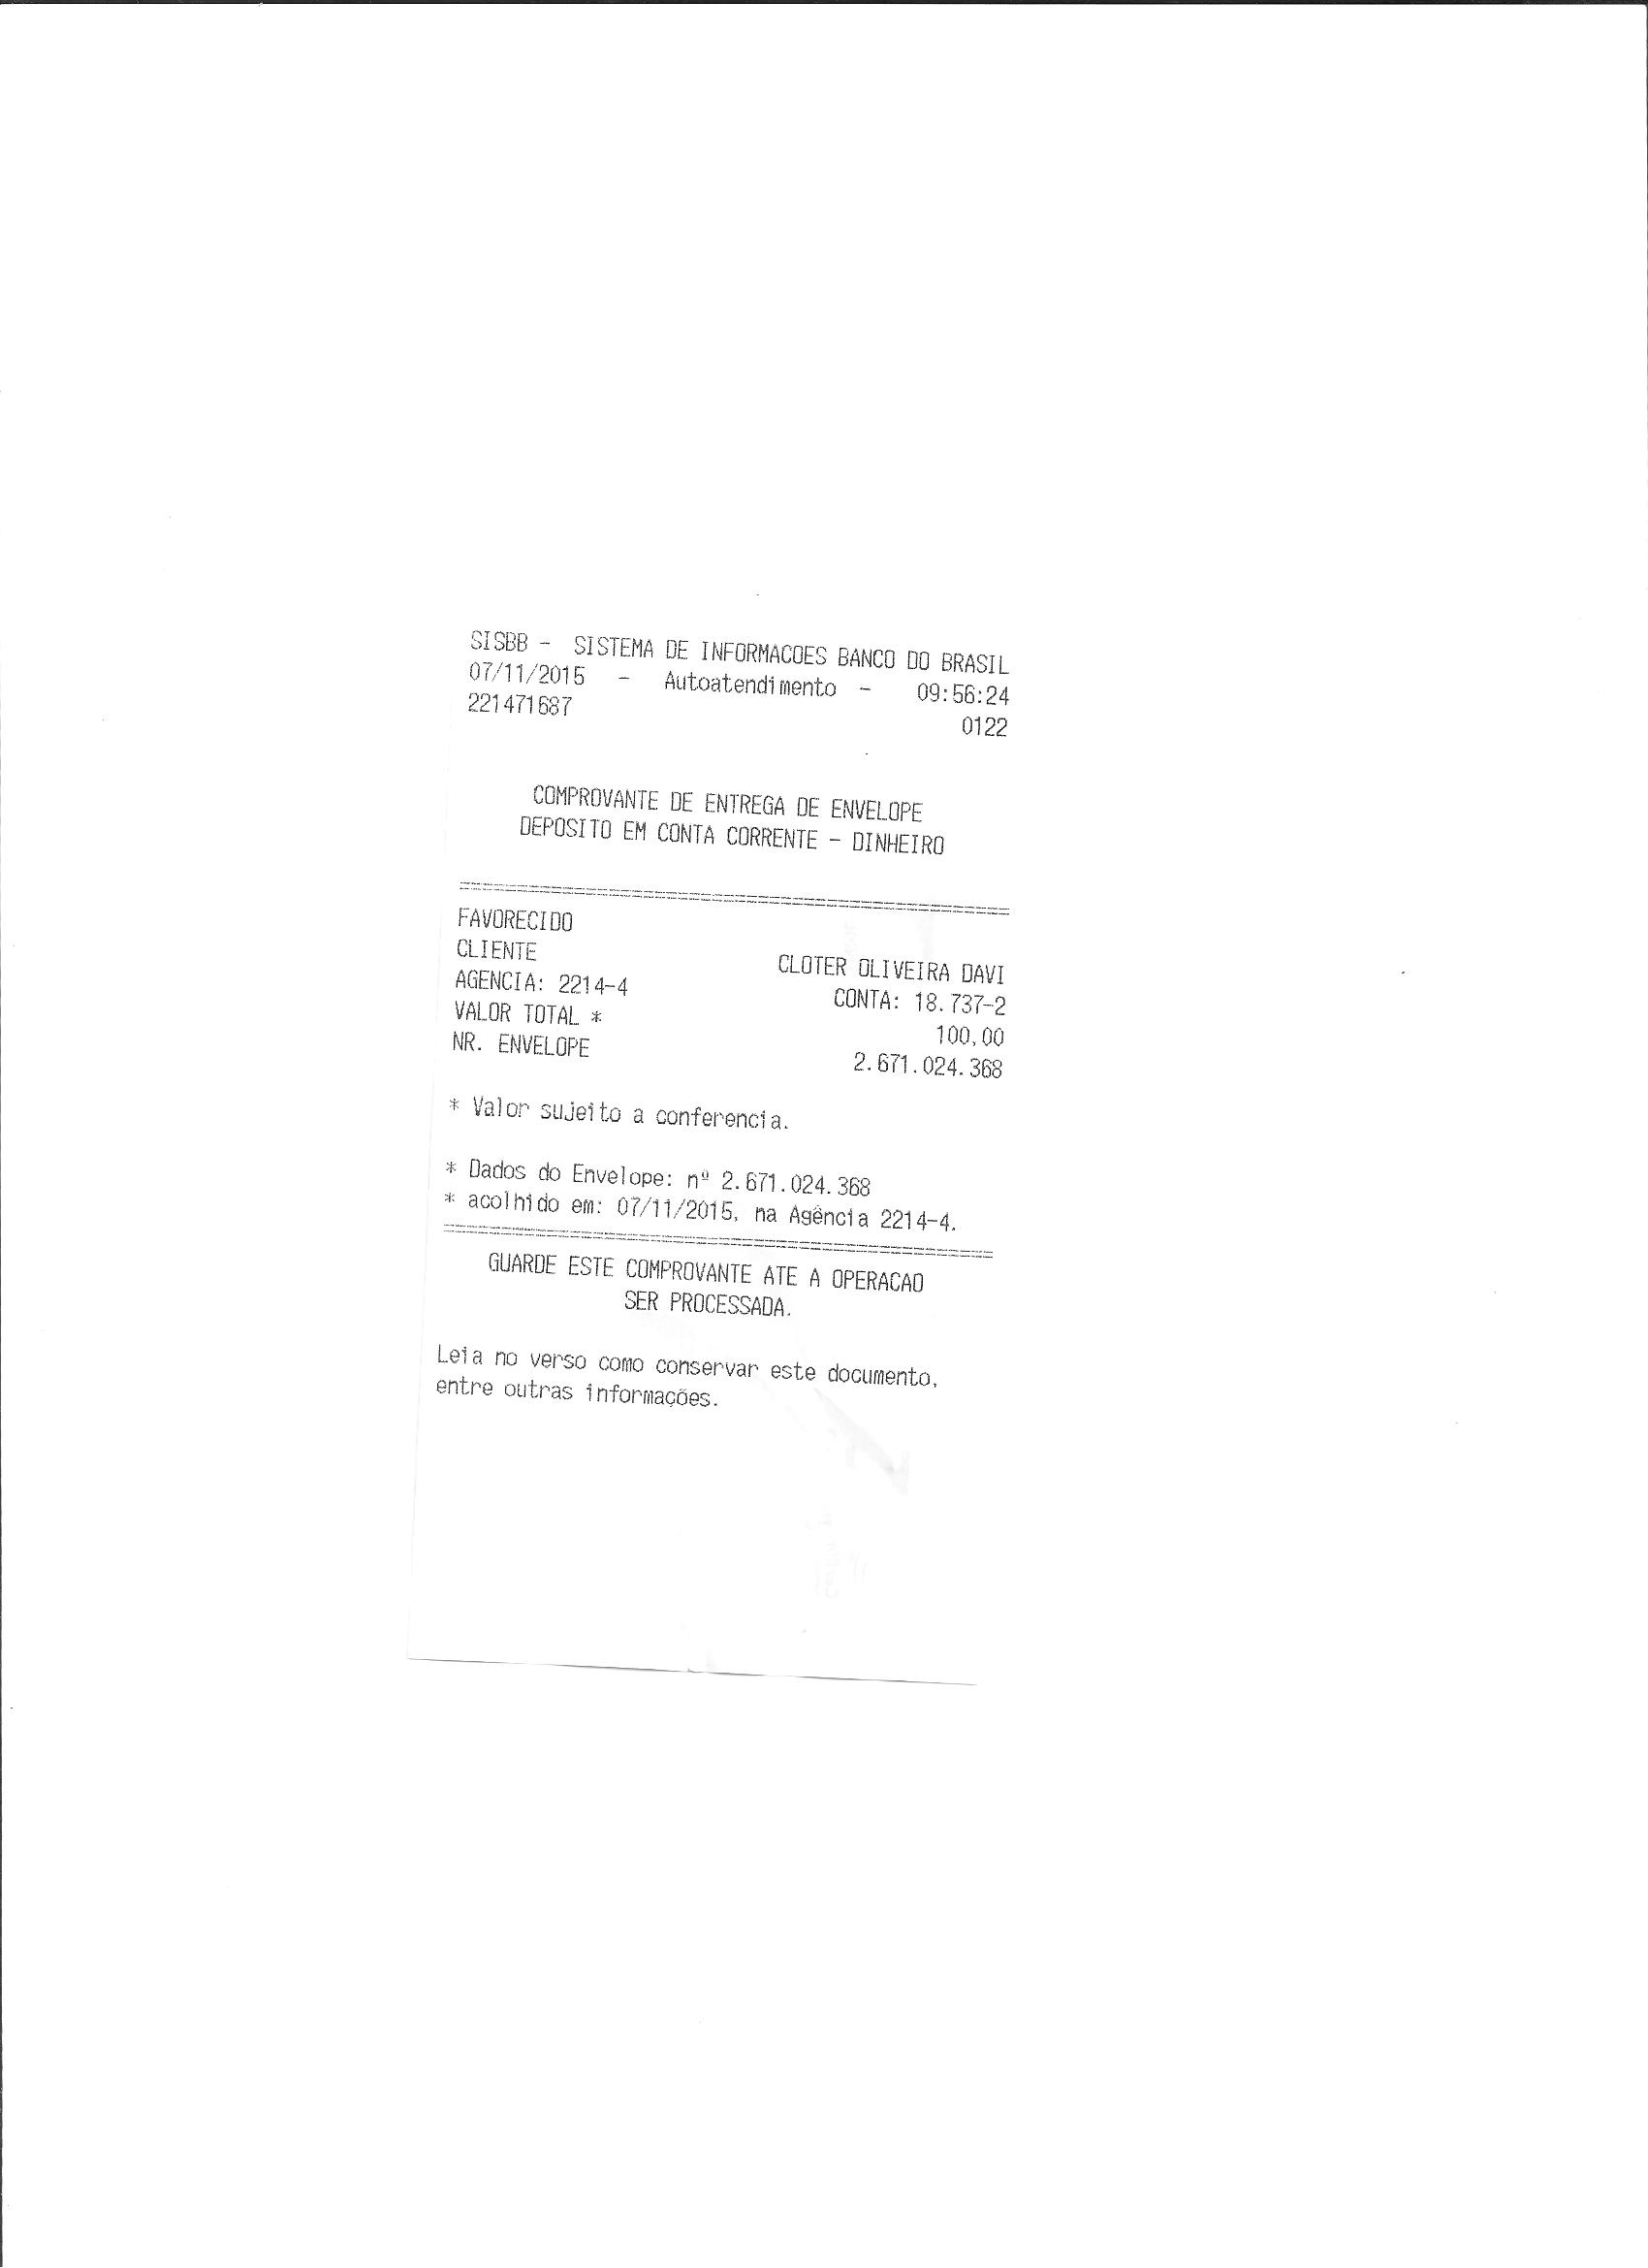 SISBB - SISTEMA DE INFORMACOES BANCO DO BRASIL
07/11/2015 - Autoatendimento - 09:56:24
221471687 0122
COMPROVANTE DE ENTREGA DE ENVELOPE
DEPOSITO EM CONTA CORRENTE - DINHEIRO
FAVORECIDO
CLIENTE CLOTER OLIVEIRA DAVI
AGENCIA: 2214-4 CONTA: 18.737-2
VALOR TOTAL * 100,00
NR. ENVELOPE 2.671.024.368
* Valor sujeito a conferencia.
* Dados do Envelope: nº 2.671.024.368
* acolhido em: 07/11/2015, na Agência 2214-4.
GUARDE ESTE COMPROVANTE ATE A OPERACAO
SER PROCESSADA.
Leia no verso como conservar este documento,
entre outras informações.